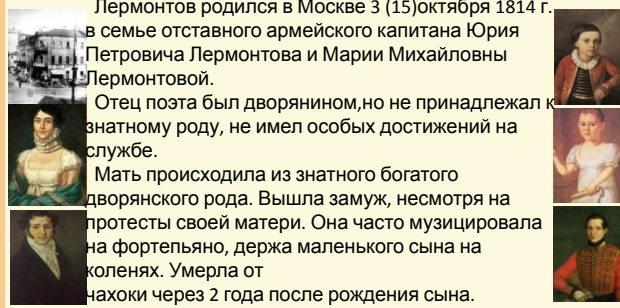 Лермонтов родился в Москве 3 (15)октября 1814 г.
в семье отставного армейского капитана Юрия
Петровича Лермонтова и Марии Михайловны
Лермонтовой.
Отец поэта был дворянином,но не принадлежал к
знатному роду, не имел особых достижений на
службе.
Мать происходила из знатного богатого
дворянского рода. Вышла замуж, несмотря на
протесты своей матери. Она часто музицировала
на фортепьяно, держа маленького сына на
коленях. Умерла от
чахоки через 2 года после рождения сына.